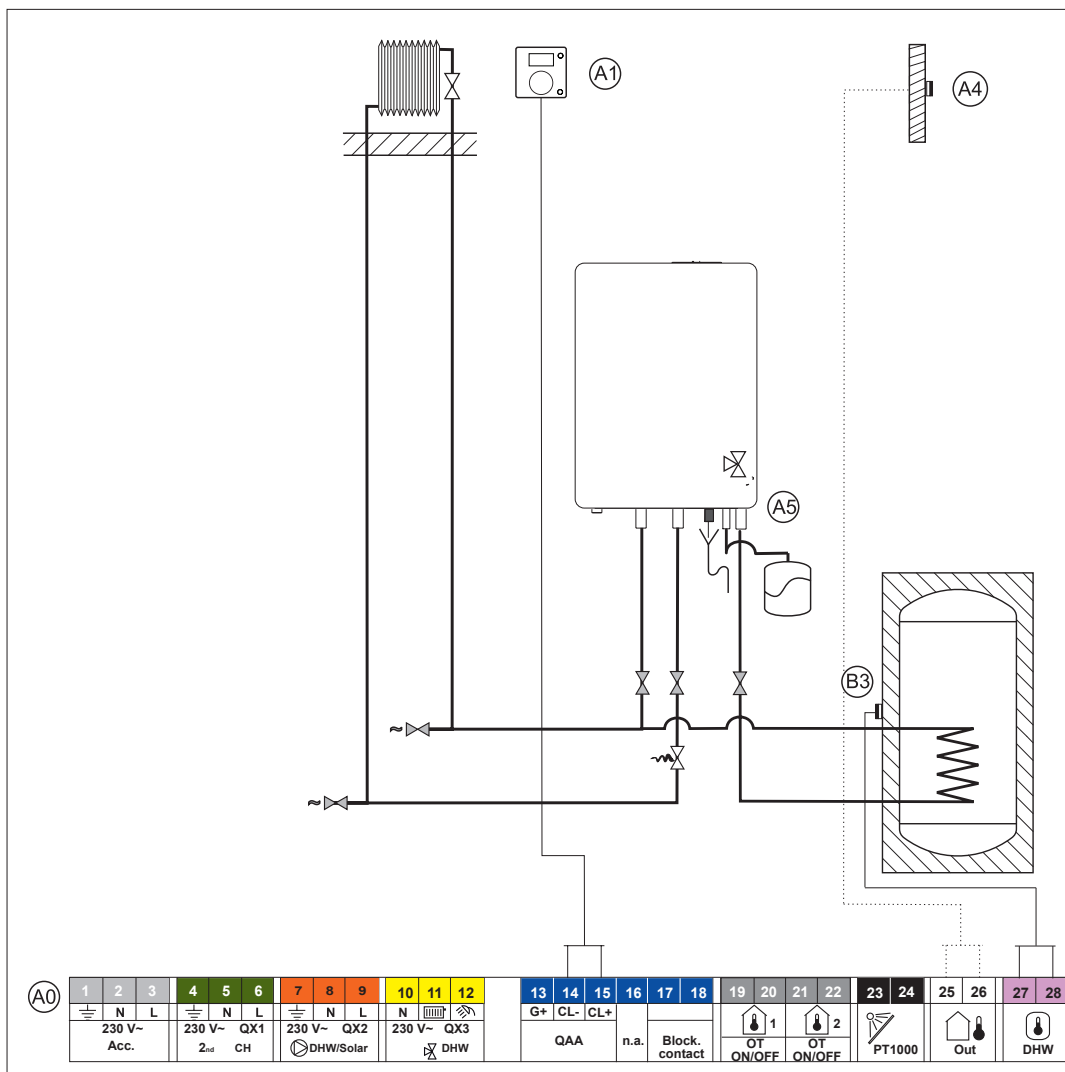 A1
A4
A5
B3
A0
1 2 3 4 5 6 7 8 9 10 11 12 13 14 15 16 17 18 19 20 21 22 23 24 25 26 27 28
N L N L N L N G+ CL- CL+
230 V~ 230 V~ QX1 230 V~ QX2 230 V~ QX3 QAA n.a. Block. contact 1 2
Acc. 2nd CH DHW/Solar DHW OT ON/OFF OT ON/OFF PT1000 Out DHW